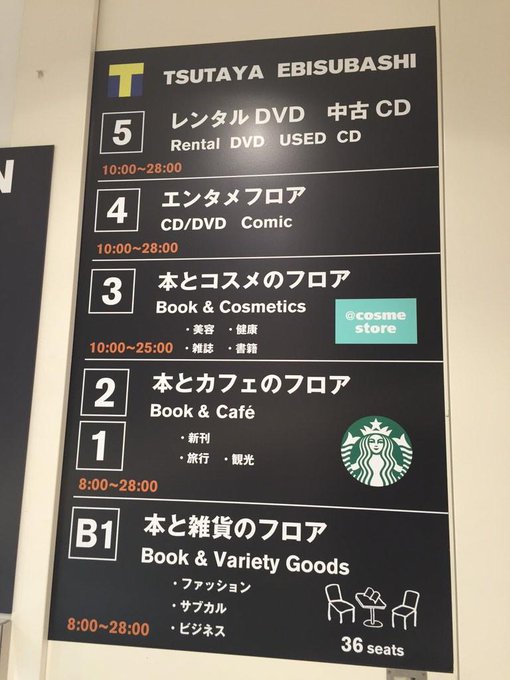 T TSUTAYA EBISUBASHI
5 レンタルDVD 中古CD
Rental DVD USED CD
10:00~28:00
4 エンタメフロア
CD/DVD Comic
10:00~28:00
3 本とコスメのフロア
Book & Cosmetics
・美容 ・健康
・雑誌 ・書籍
@cosme
store
10:00~25:00
2 本とカフェのフロア
Book & Café
1 ・新刊
・旅行 ・観光
8:00~28:00
B1 本と雑貨のフロア
Book & Variety Goods
・ファッション
・サブカル
・ビジネス
8:00~28:00
36 seats
N